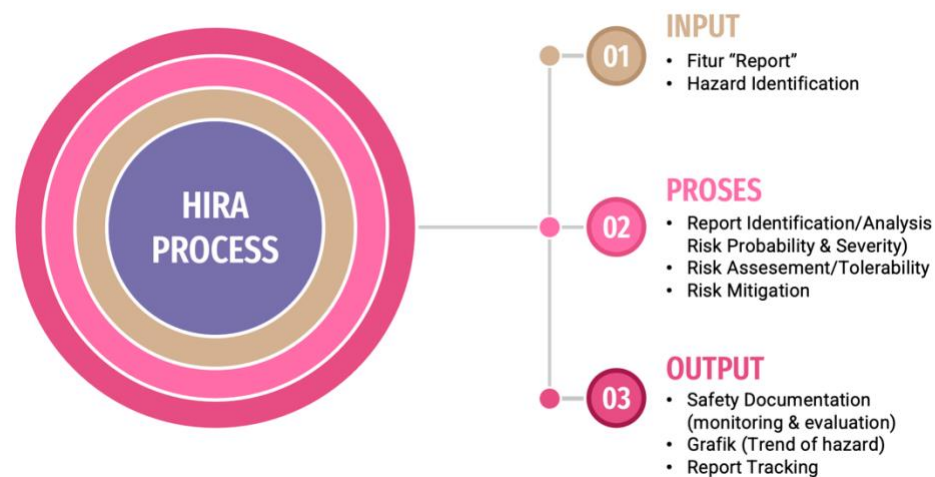 HIRA
PROCESS
01
INPUT
• Fitur “Report”
• Hazard Identification
02
PROSES
• Report Identification/Analysis
Risk Probability & Severity)
• Risk Assesement/Tolerability
• Risk Mitigation
03
OUTPUT
• Safety Documentation
(monitoring & evaluation)
• Grafik (Trend of hazard)
• Report Tracking